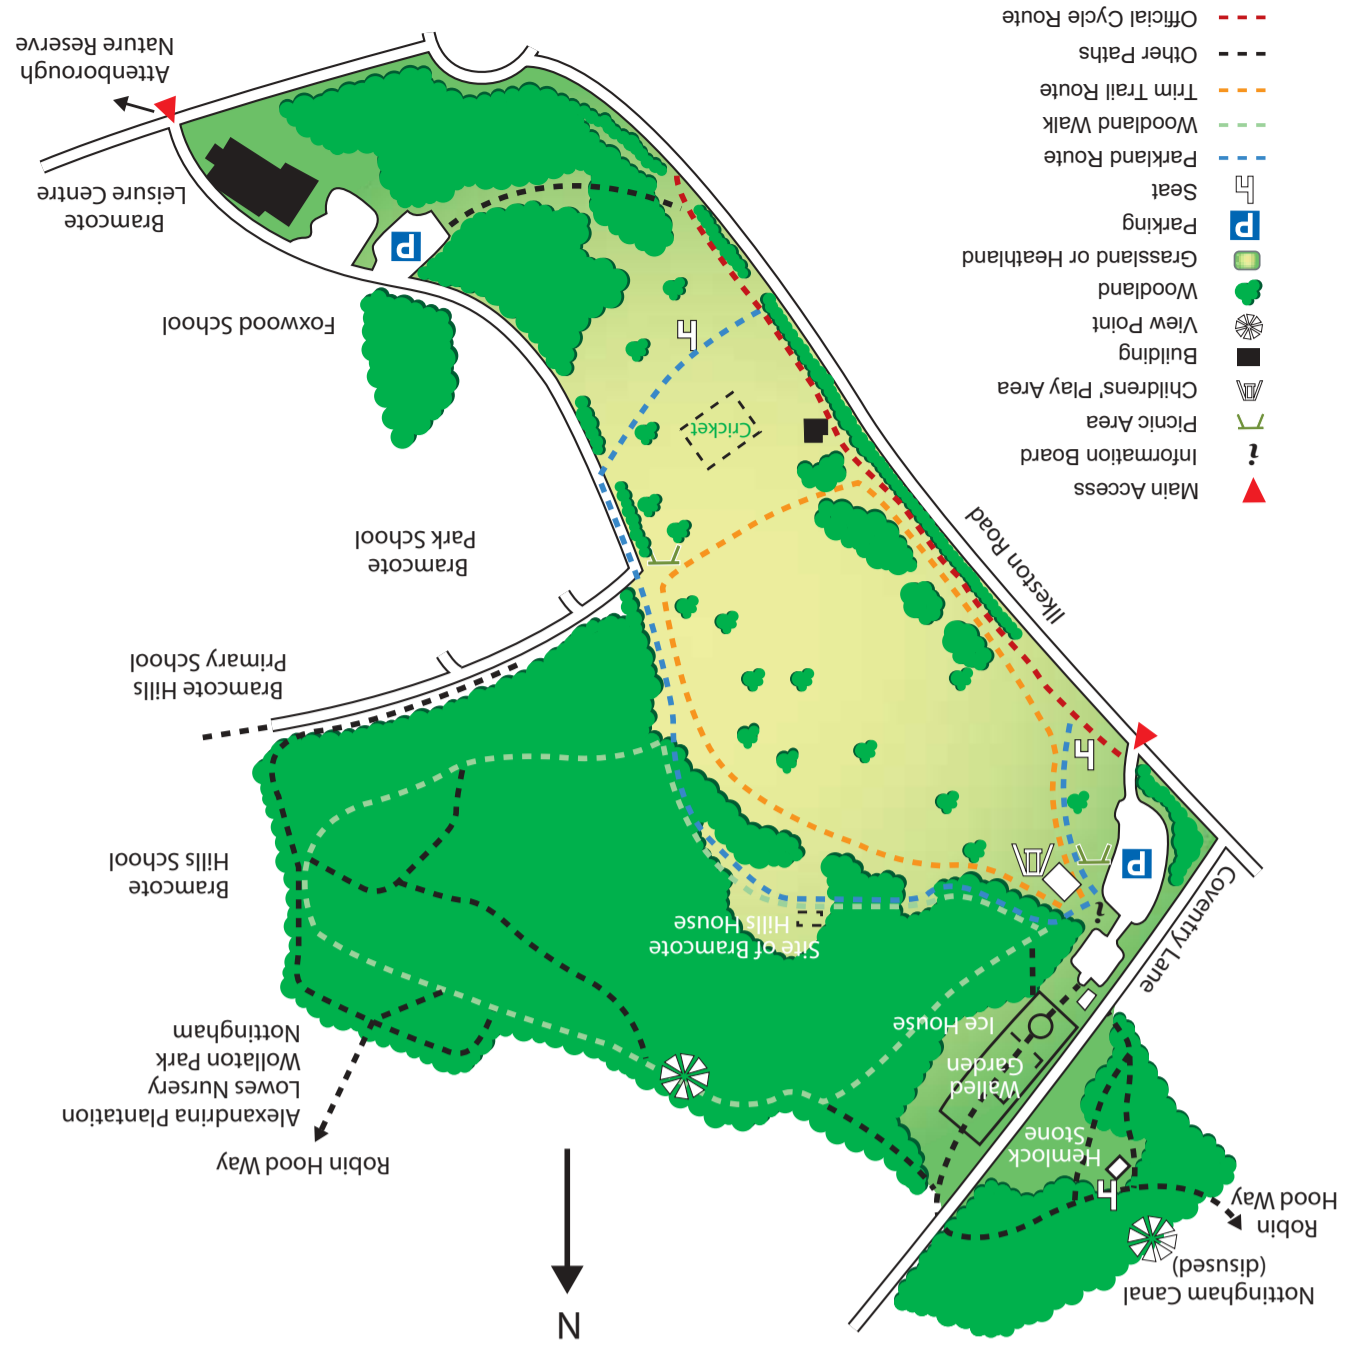 N
Nottingham Canal
(disused)
Robin
Hood Way
Hemlock
Stone
Robin Hood Way
Alexandrina Plantation
Lowes Nursery
Wollaton Park
Nottingham
Walled
Garden
Ice House
Coventry Lane
Site of Bramcote
Hills House
i
P
Bramcote
Hills School
Bramcote Hills
Primary School
Ilkeston Road
Bramcote
Park School
Cricket
Foxwood School
P
Bramcote
Leisure Centre
Attenborough
Nature Reserve
Main Access
i Information Board
Picnic Area
Childrens' Play Area
Building
View Point
Woodland
Grassland or Heathland
P Parking
Seat
Parkland Route
Woodland Walk
Trim Trail Route
Other Paths
Official Cycle Route